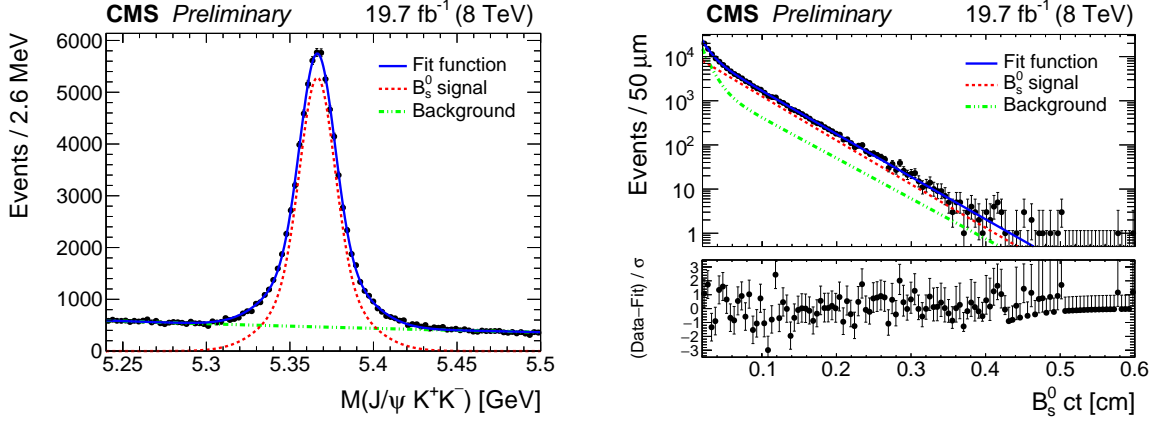 CMS Preliminary 19.7 fb⁻¹ (8 TeV)
Events / 2.6 MeV
6000
5000
4000
3000
2000
1000
0
Fit function
B⁰ₛ signal
Background
5.25 5.3 5.35 5.4 5.45 5.5
M(J/ψ K⁺K⁻) [GeV]
CMS Preliminary 19.7 fb⁻¹ (8 TeV)
Events / 50 μm
10⁴
10³
10²
10
1
Fit function
B⁰ₛ signal
Background
(Data−Fit) / σ
3
2
1
0
−1
−2
−3
0.1 0.2 0.3 0.4 0.5 0.6
B⁰ₛ ct [cm]